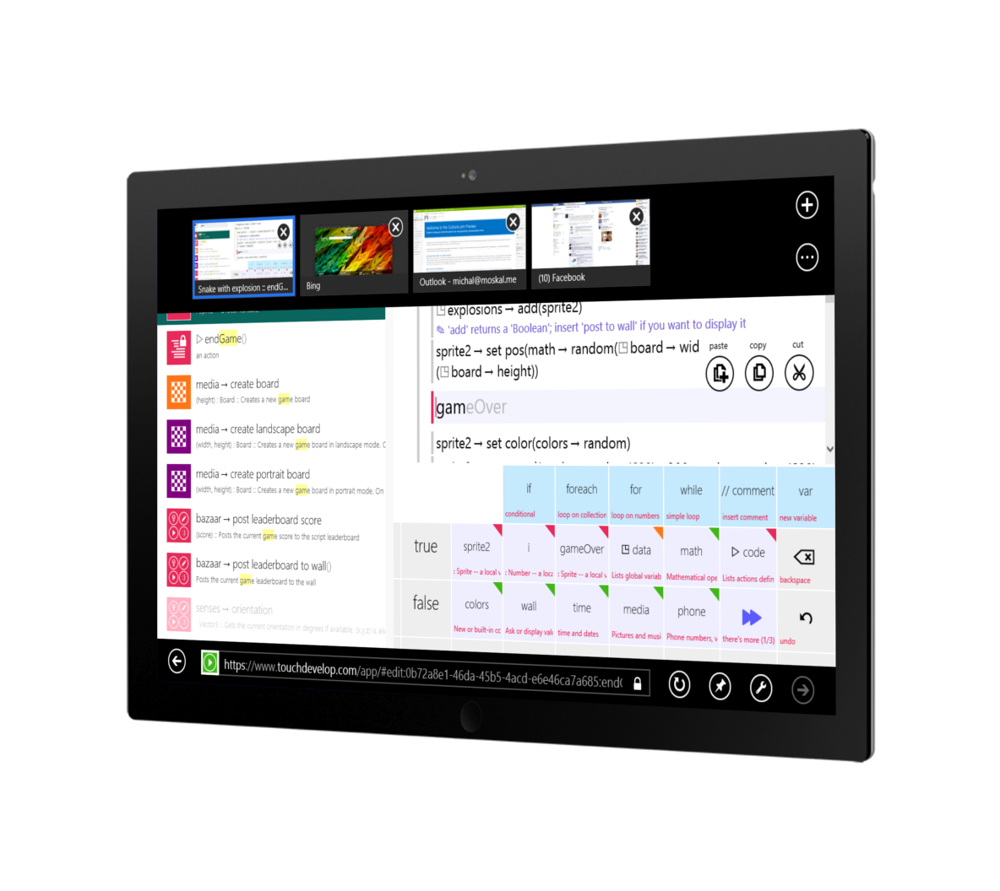 Snake with explosion :: endG...
Bing
Outlook - michal@moskal.me
(10) Facebook
Welcome to the Outlook.com Preview
▷ endGame()
an action
media → create board
(height) : Board :: Creates a new game board
media → create landscape board
(width, height) : Board :: Creates a new game board in landscape mode. C
media → create portrait board
(width, height) : Board :: Creates a new game board in portrait mode. On
bazaar → post leaderboard score
(score) :: Posts the current game score to the script leaderboard
bazaar → post leaderboard to wall()
Posts the current game leaderboard to the wall
senses → orientation
Vector3 :: Gets the current orientation in degrees if available. (x,y,z) is als
explosions → add(sprite2)
'add' returns a 'Boolean'; insert 'post to wall' if you want to display it
sprite2 → set pos(math → random(board → wid
(board → height))
paste copy cut
gameOver
sprite2 → set color(colors → random)
if foreach for while // comment var
conditional loop on collection loop on numbers simple loop insert comment new variable
true sprite2 i gameOver data math ▷ code
: Sprite -- a local v : Number -- a loca : Sprite -- a local v Lists global variab Mathematical ope Lists actions defin backspace
false colors wall time media phone
New or built-in co Ask or display valu time and dates Pictures and musi Phone numbers, v there's more (1/3) undo
https://www.touchdevelop.com/app/#edit:0b72a8e1-46da-45b5-4acd-e6e46ca7a685:endG